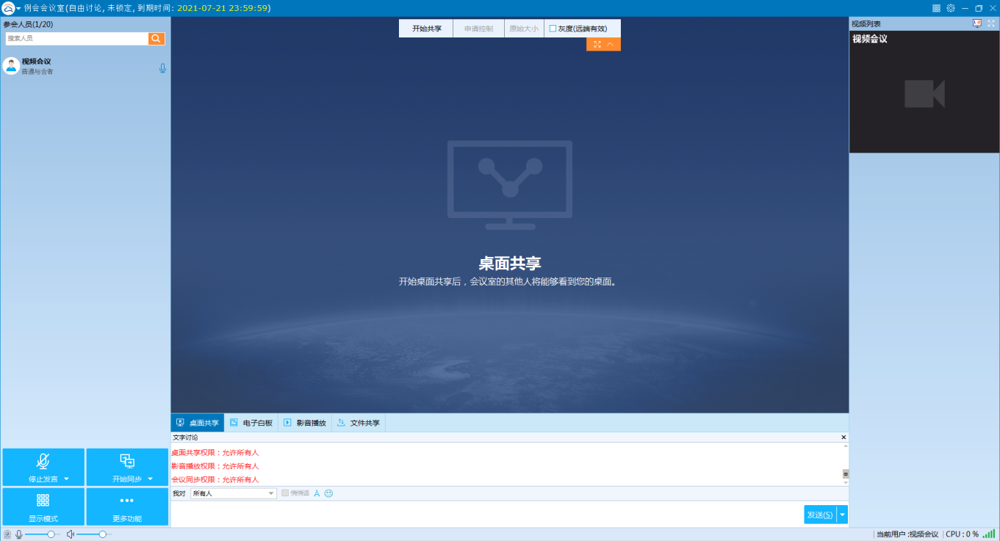 例会会议室(自由讨论, 未锁定, 到期时间: 2021-07-21 23:59:59)
参会人员(1/20)
搜索人员
视频会议
普通与会者
开始共享
申请控制
原始大小
灰度(远端有效)
桌面共享
开始桌面共享后，会议室的其他人将能够看到您的桌面。
视频列表
视频会议
桌面共享
电子白板
影音播放
文件共享
文字讨论
桌面共享权限：允许所有人
影音播放权限：允许所有人
会议同步权限：允许所有人
我对
所有人
悄悄话
A
发送(S)
停止发言
开始同步
显示模式
更多功能
当前用户:视频会议
CPU : 0 %